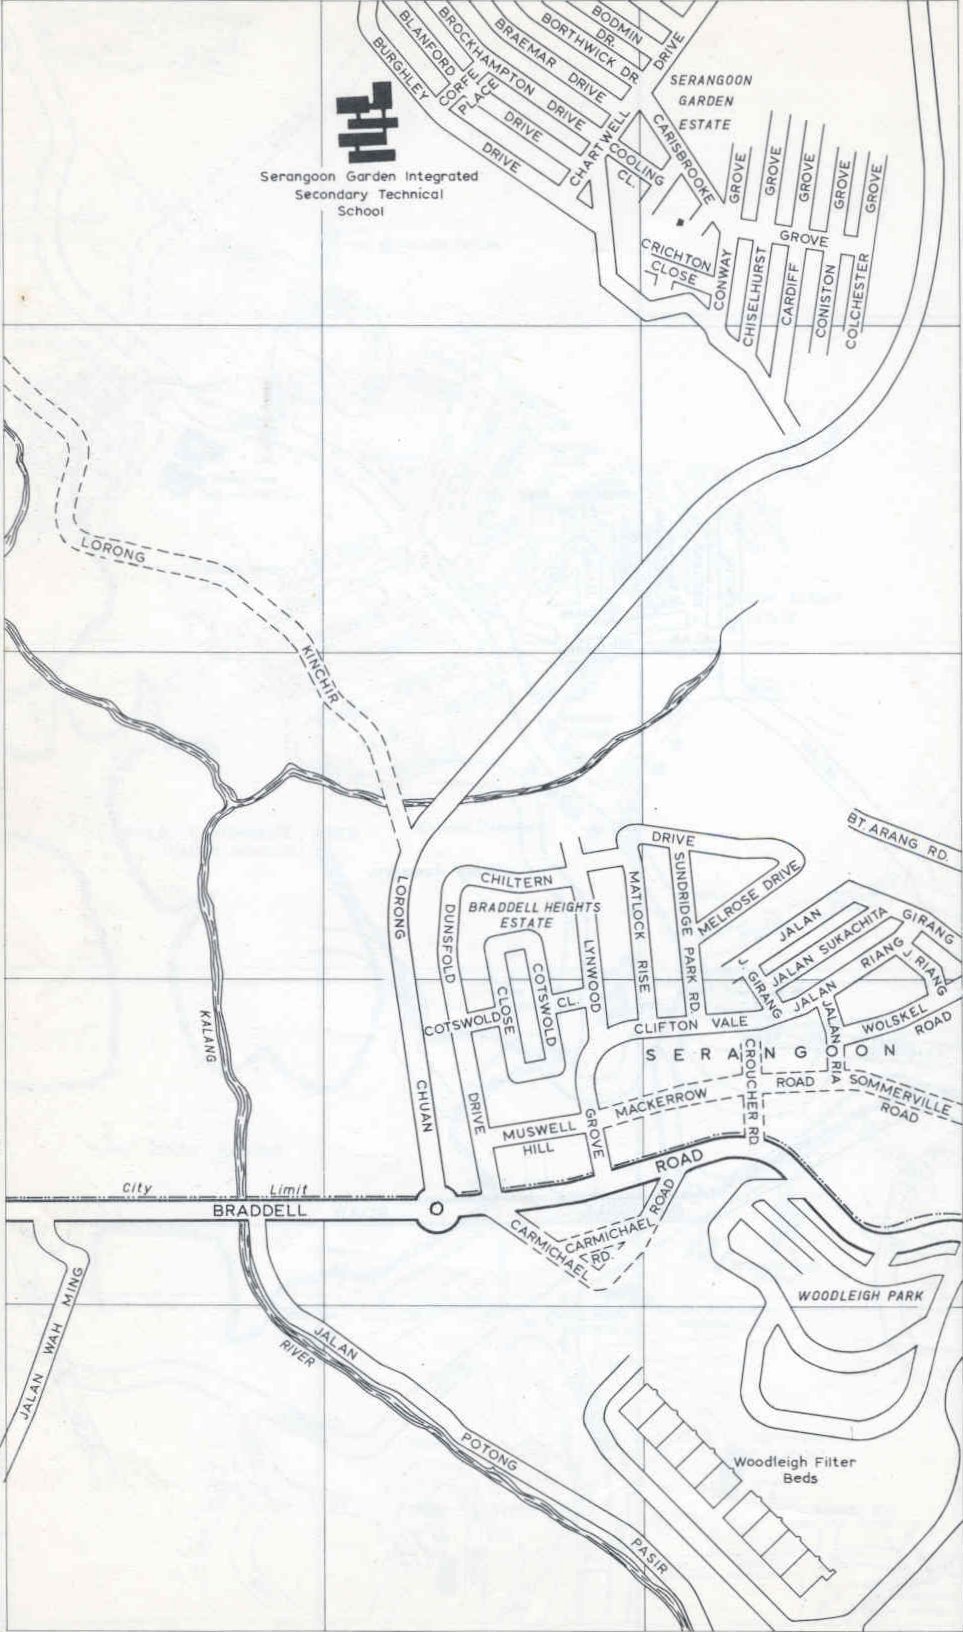 BODMIN
DR.
BORTHWICK DR.
BRAEMAR DRIVE
BROCKHAMPTON DRIVE
BLANFORD DRIVE
BURGHLEY DRIVE
CORFE
PLACE
CHARTWELL DRIVE
SERANGOON
GARDEN
ESTATE
CARISBROOKE GROVE
COOLING
CL.
Serangoon Garden Integrated
Secondary Technical
School
CRICHTON
CLOSE
CONWAY GROVE
CHISELHURST GROVE
CARDIFF GROVE
CONISTON GROVE
COLCHESTER GROVE
LORONG KINCHIR
BT. ARANG RD.
CHILTERN DRIVE
BRADDELL HEIGHTS
ESTATE
LORONG CHUAN
DUNSFOLD DRIVE
COTSWOLD CLOSE
COTSWOLD CL.
LYNWOOD GROVE
MATLOCK RISE
SUNDRIDGE PARK RD.
MELROSE DRIVE
JALAN GIRANG
JALAN SUKACHITA
J. GIRANG
JALAN RIANG
J. RIANG
WOLSKEL
ROAD
CLIFTON VALE
JALAN ORIA
SERANGOON
MACKERROW ROAD
CROUCHER RD.
SOMMERVILLE
ROAD
MUSWELL
HILL
KALANG RIVER
City Limit
BRADDELL ROAD
CARMICHAEL ROAD
CARMICHAEL
RD.
CARMICHAEL
WOODLEIGH PARK
JALAN WAH MING
JALAN POTONG PASIR
Woodleigh Filter
Beds